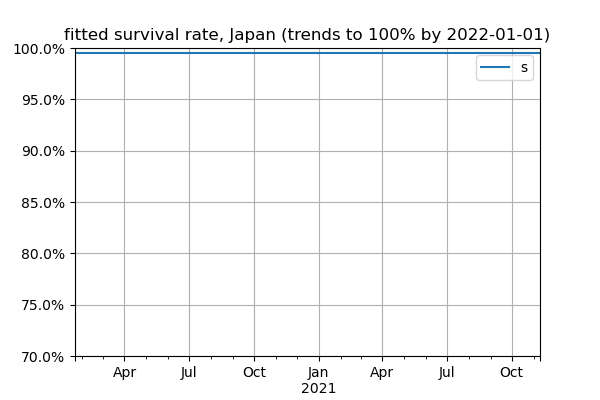 fitted survival rate, Japan (trends to 100% by 2022-01-01)
100.0%
s
95.0%
90.0%
85.0%
80.0%
75.0%
70.0%
Apr Jul Oct Jan Apr Jul Oct
2021